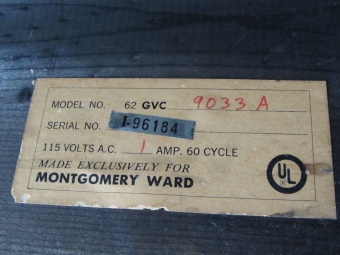 MODEL NO. 62 GVC 9033 A
SERIAL NO. I-96184
115 VOLTS A.C. 1 AMP. 60 CYCLE
MADE EXCLUSIVELY FOR
MONTGOMERY WARD
UL